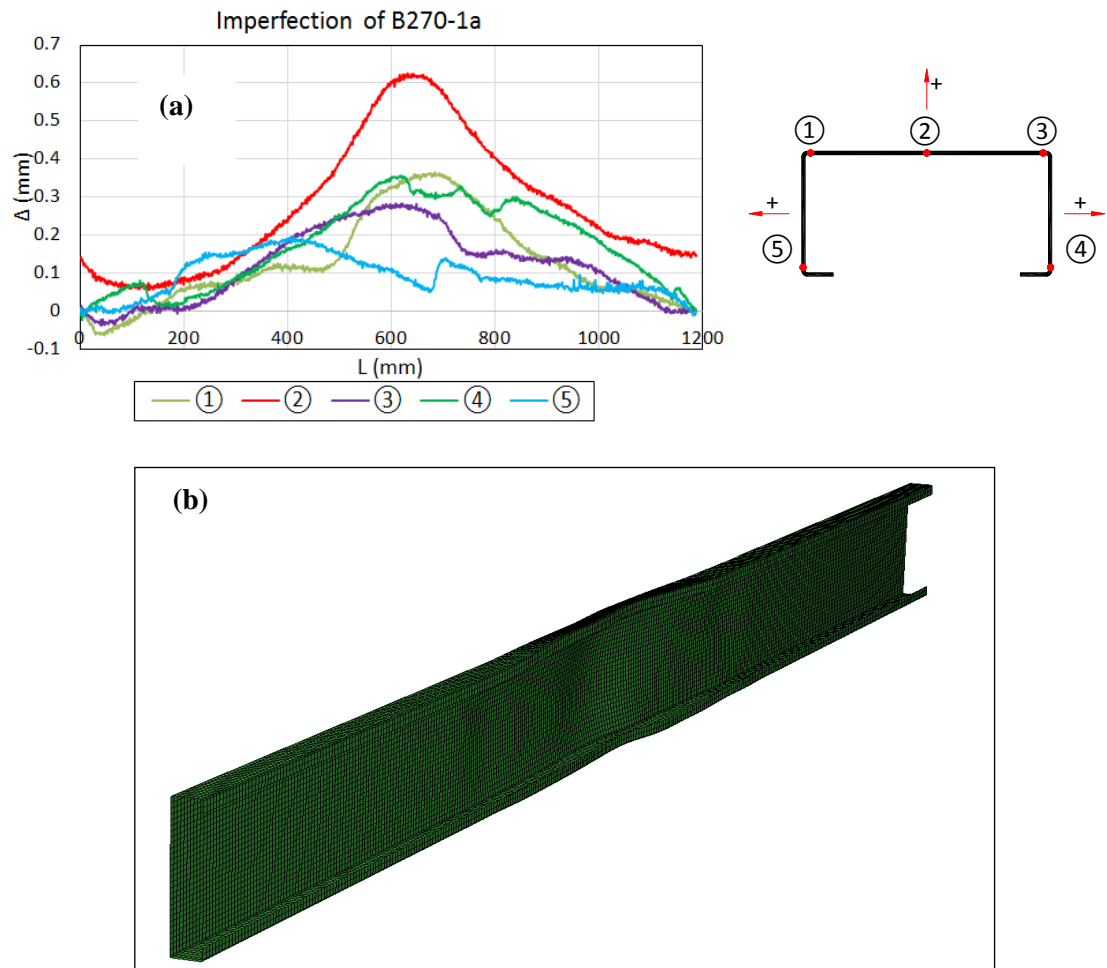 Imperfection of B270-1a
0.7
0.6
0.5
0.4
0.3
0.2
0.1
0
-0.1
Δ (mm)
(a)
0 200 400 600 800 1000 1200
L (mm)
① ② ③ ④ ⑤
+
① ② ③
+ +
⑤ ④
(b)